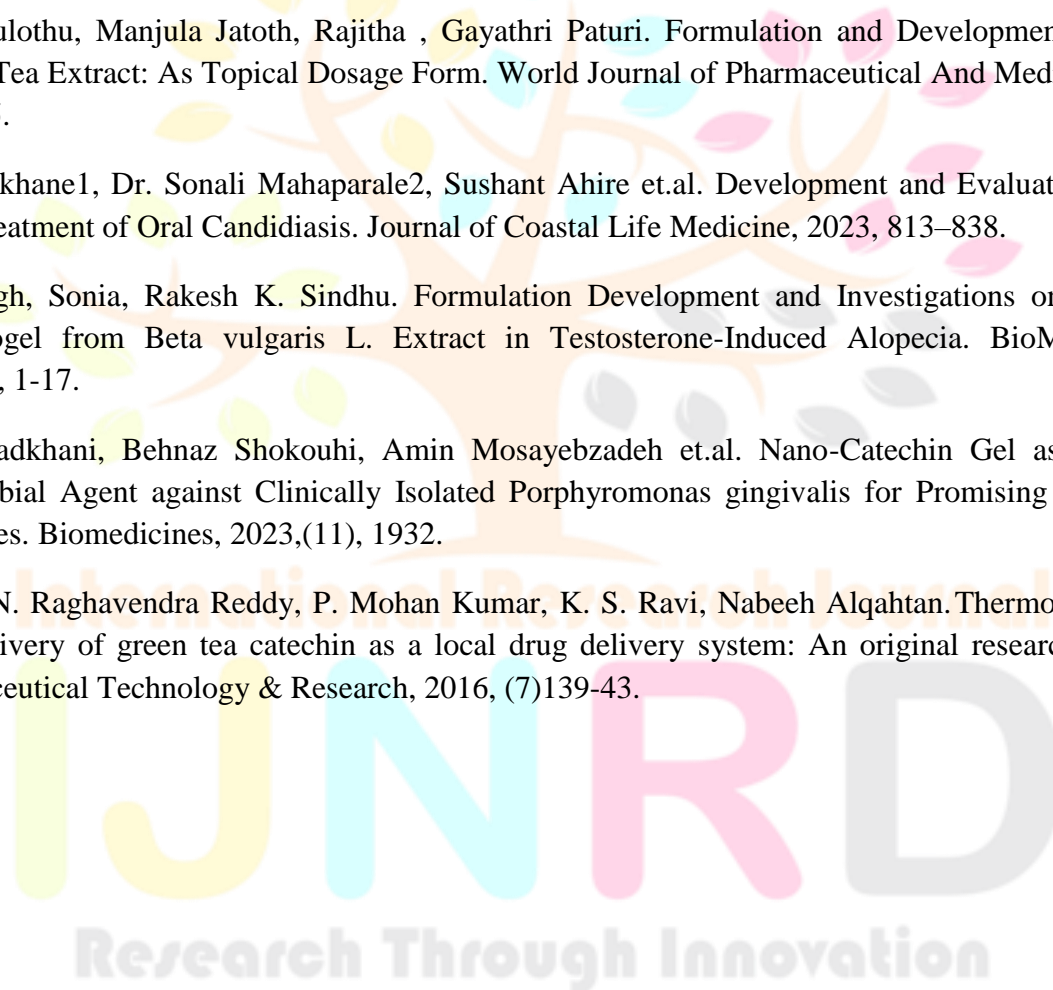 ulothu, Manjula Jatoth, Rajitha , Gayathri Paturi. Formulation and Developmen
Tea Extract: As Topical Dosage Form. World Journal of Pharmaceutical And Med
.
khane1, Dr. Sonali Mahaparale2, Sushant Ahire et.al. Development and Evaluat
eatment of Oral Candidiasis. Journal of Coastal Life Medicine, 2023, 813–838.
gh, Sonia, Rakesh K. Sindhu. Formulation Development and Investigations on
ogel from Beta vulgaris L. Extract in Testosterone-Induced Alopecia. BioM
, 1-17.
adkhani, Behnaz Shokouhi, Amin Mosayebzadeh et.al. Nano-Catechin Gel as
bial Agent against Clinically Isolated Porphyromonas gingivalis for Promising
es. Biomedicines, 2023,(11), 1932.
International Research Journal
N. Raghavendra Reddy, P. Mohan Kumar, K. S. Ravi, Nabeeh Alqahtan.Thermo
ivery of green tea catechin as a local drug delivery system: An original researc
ceutical Technology & Research, 2016, (7)139-43.
IJNRD
Research Through Innovation